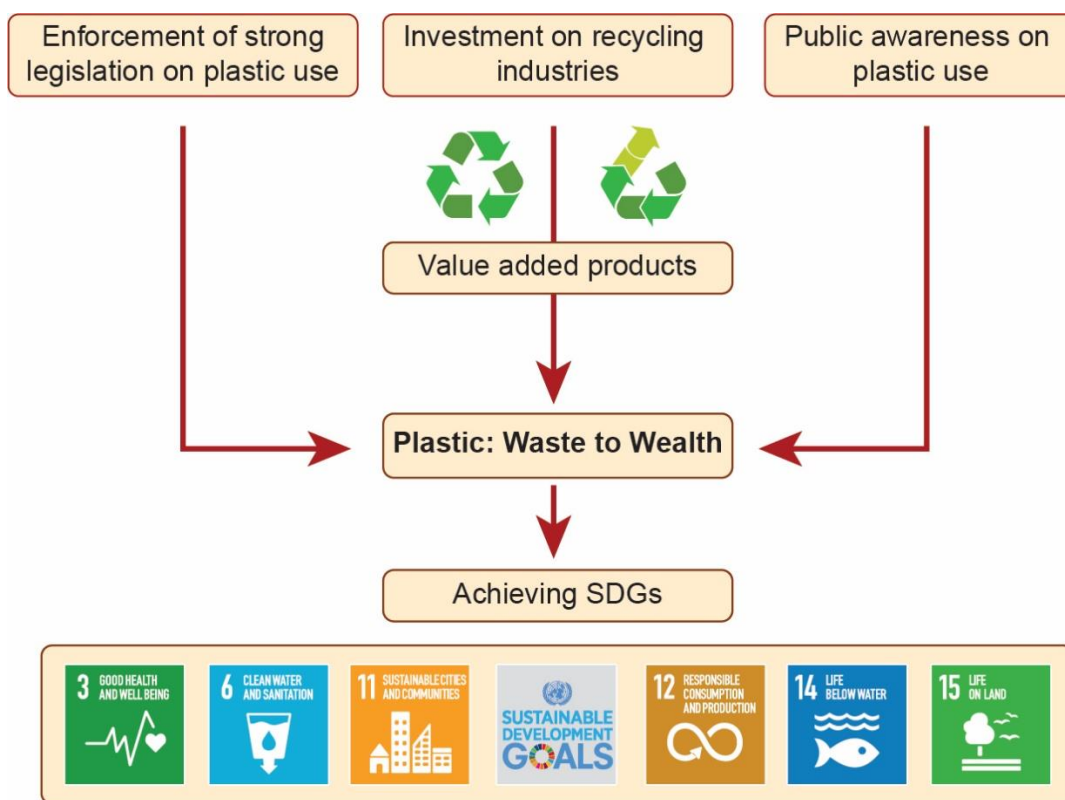 Enforcement of strong
legislation on plastic use
Investment on recycling
industries
Public awareness on
plastic use
Value added products
Plastic: Waste to Wealth
Achieving SDGs
3 GOOD HEALTH
AND WELL BEING
6 CLEAN WATER
AND SANITATION
11 SUSTAINABLE CITIES
AND COMMUNITIES
SUSTAINABLE
DEVELOPMENT
GOALS
12 RESPONSIBLE
CONSUMPTION
AND PRODUCTION
14 LIFE
BELOW WATER
15 LIFE
ON LAND